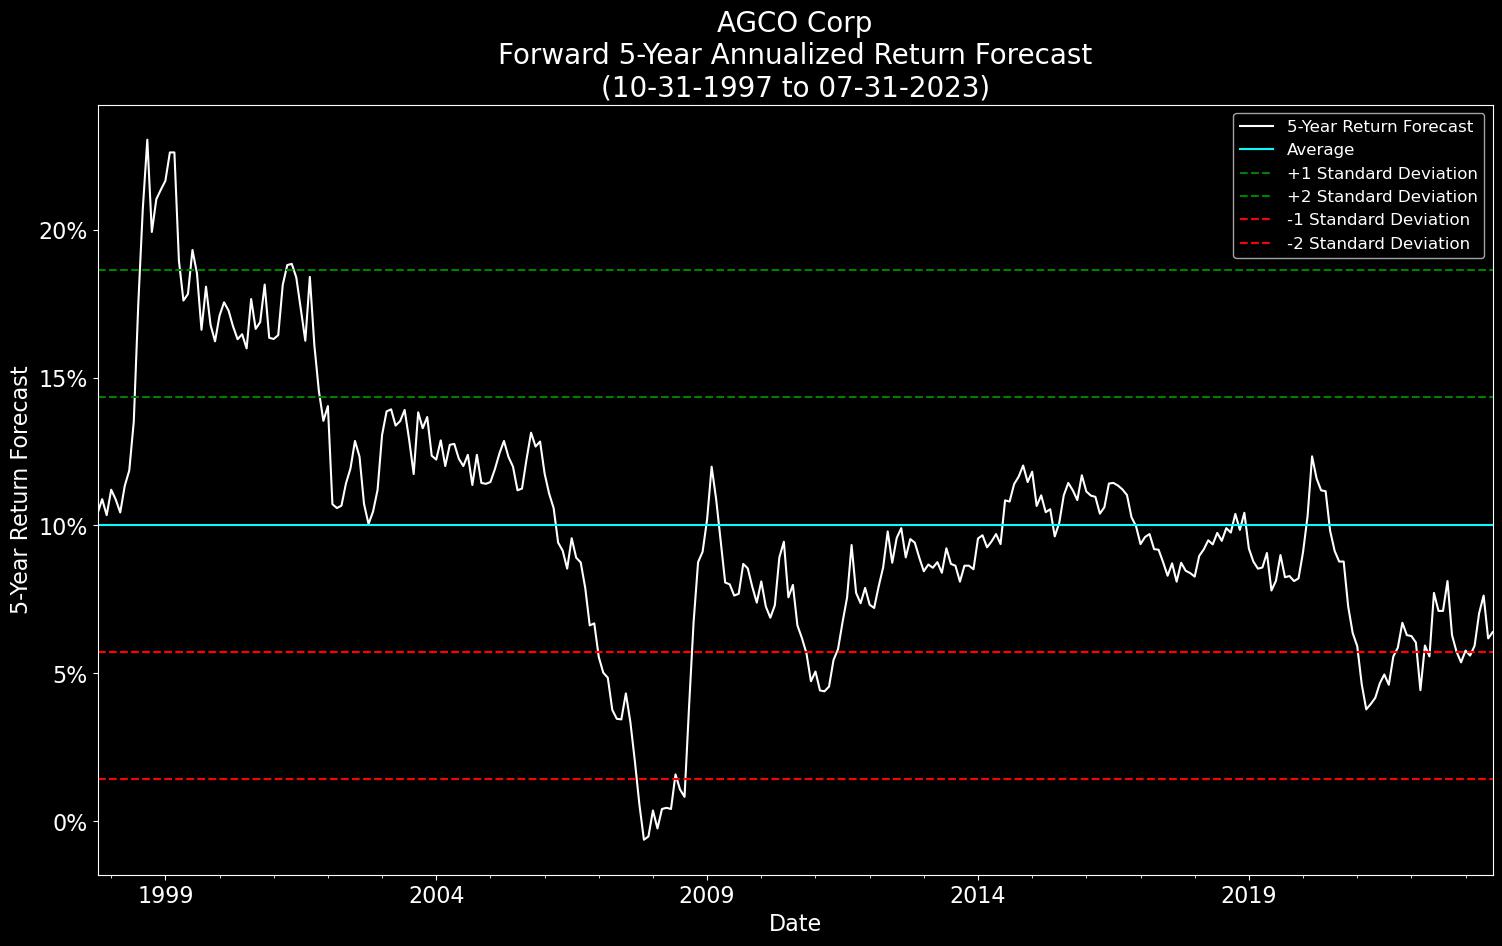 AGCO Corp
Forward 5-Year Annualized Return Forecast
(10-31-1997 to 07-31-2023)
5-Year Return Forecast
Average
+1 Standard Deviation
+2 Standard Deviation
-1 Standard Deviation
-2 Standard Deviation
5-Year Return Forecast
20%
15%
10%
5%
0%
1999
2004
2009
2014
2019
Date